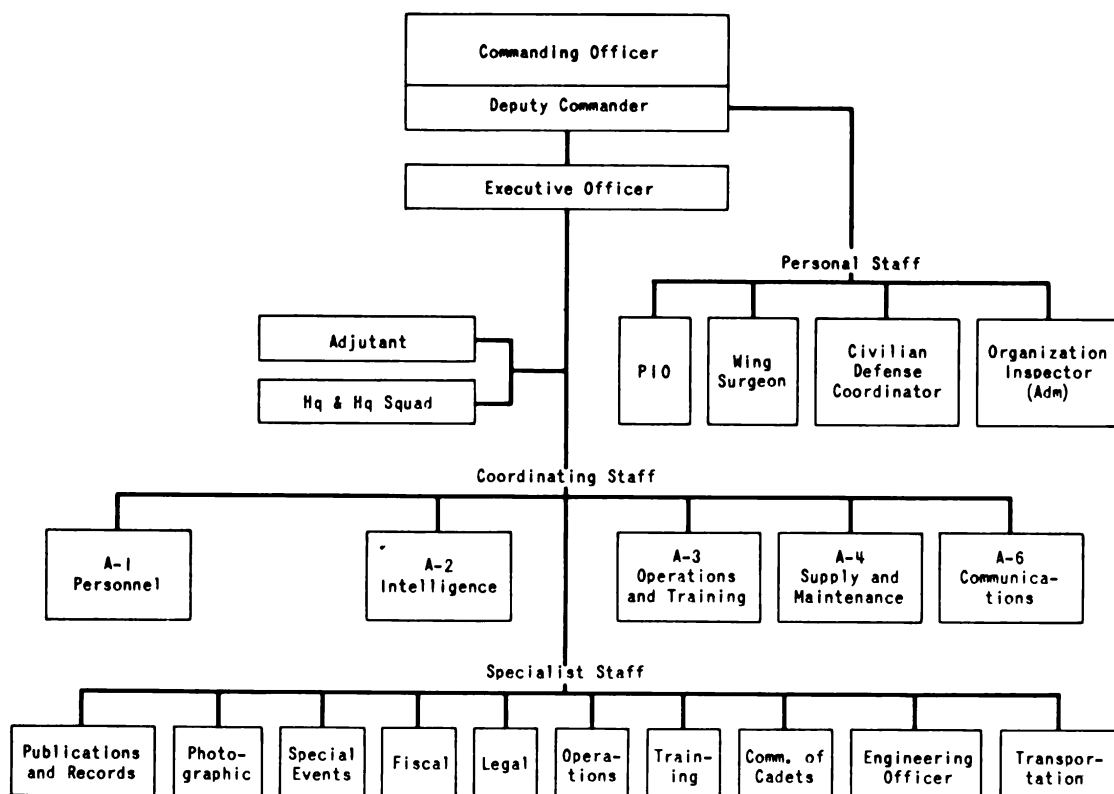 Commanding Officer
Deputy Commander
Executive Officer
Personal Staff
Adjutant
Hq & Hq Squad
PIO
Wing
Surgeon
Civilian
Defense
Coordinator
Organization
Inspector
(Adm)
Coordinating Staff
A-1
Personnel
A-2
Intelligence
A-3
Operations
and Training
A-4
Supply and
Maintenance
A-6
Communica-
tions
Specialist Staff
Publications
and Records
Photo-
graphic
Special
Events
Fiscal
Legal
Opera-
tions
Train-
ing
Comm. of
Cadets
Engineering
Officer
Transpor-
tation